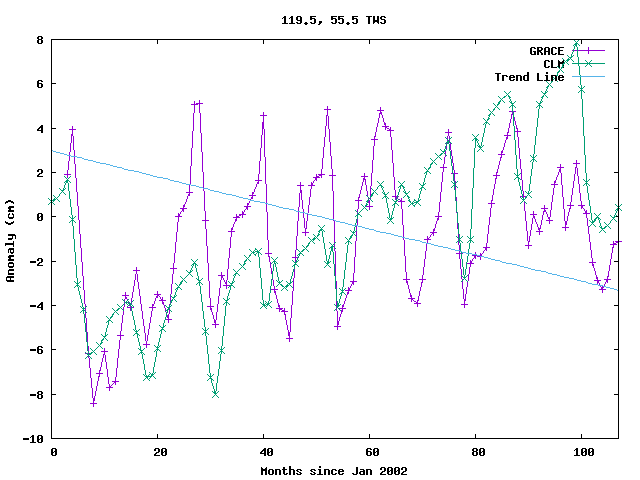 119.5, 55.5 TWS
GRACE
CLM
Trend Line
Anomaly (cm)
8
6
4
2
0
-2
-4
-6
-8
-10
0 20 40 60 80 100
Months since Jan 2002